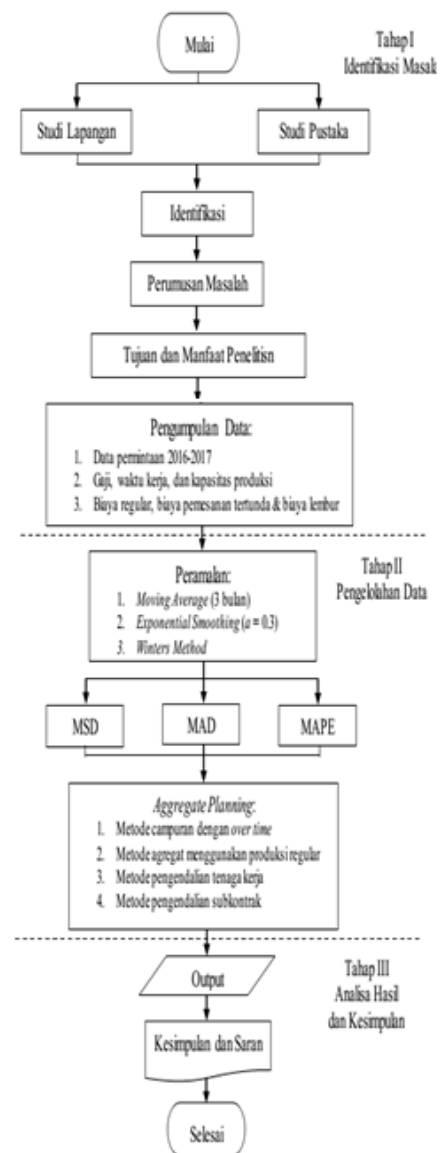 Mulai
Tahap I
Identifikasi Masala
Studi Lapangan
Studi Pustaka
Identifikasi
Perumusan Masalah
Tujuan dan Manfaat Penelitisn
Pengumpulan Data:
1. Data permintaan 2016-2017
2. Gaji, waktu kerja, dan kapasitas produksi
3. Biaya regular, biaya pemesanan tertunda & biaya lembur
Tahap II
Pengelolahan Data
Peramalan:
1. Moving Average (3 bulan)
2. Exponential Smoothing (a = 0.3)
3. Winters Method
MSD
MAD
MAPE
Aggregate Planning:
1. Metode campuran dengan over time
2. Metode agregat menggunakan produksi regular
3. Metode pengendalian tenaga kerja
4. Metode pengendalian subkontrak
Tahap III
Analisa Hasil
dan Kesimpulan
Output
Kesimpulan dan Saran
Selesai